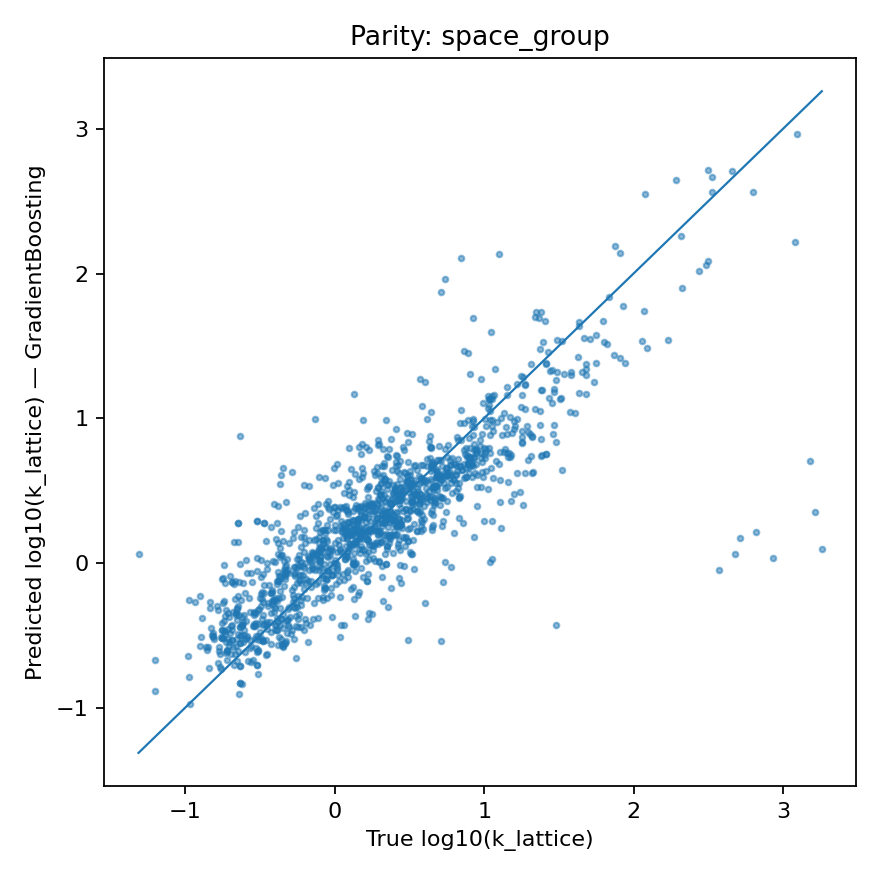 Parity: space_group
3
2
1
0
−1
Predicted log10(k_lattice) — GradientBoosting
−1 0 1 2 3
True log10(k_lattice)